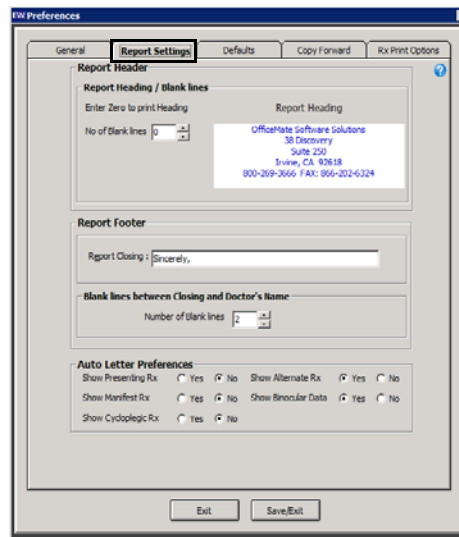 EW Preferences
General Report Settings Defaults Copy Forward Rx Print Options
Report Header
Report Heading / Blank lines
Enter Zero to print Heading Report Heading
No of Blank lines 0
OfficeMate Software Solutions
38 Discovery
Suite 250
Irvine, CA 92618
800-269-3666 FAX: 866-202-6324
Report Footer
Report Closing : Sincerely,
Blank lines between Closing and Doctor's Name
Number of Blank lines 2
Auto Letter Preferences
Show Presenting Rx Yes No Show Alternate Rx Yes No
Show Manifest Rx Yes No Show Binocular Data Yes No
Show Cycloplegic Rx Yes No
Exit Save/Exit